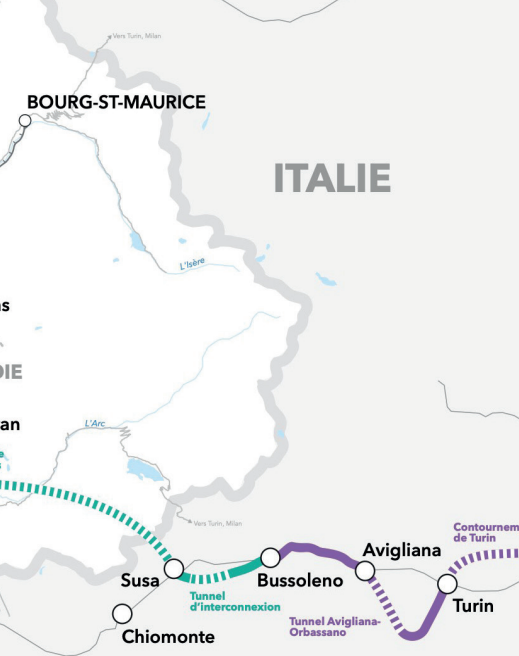 Vers Turin, Milan
BOURG-ST-MAURICE
ITALIE
L'Isère
L'Arc
Vers Turin, Milan
Contournem
de Turin
Avigliana
Susa
Bussoleno
Tunnel
d'interconnexion
Turin
Tunnel Avigliana-
Orbassano
Chiomonte